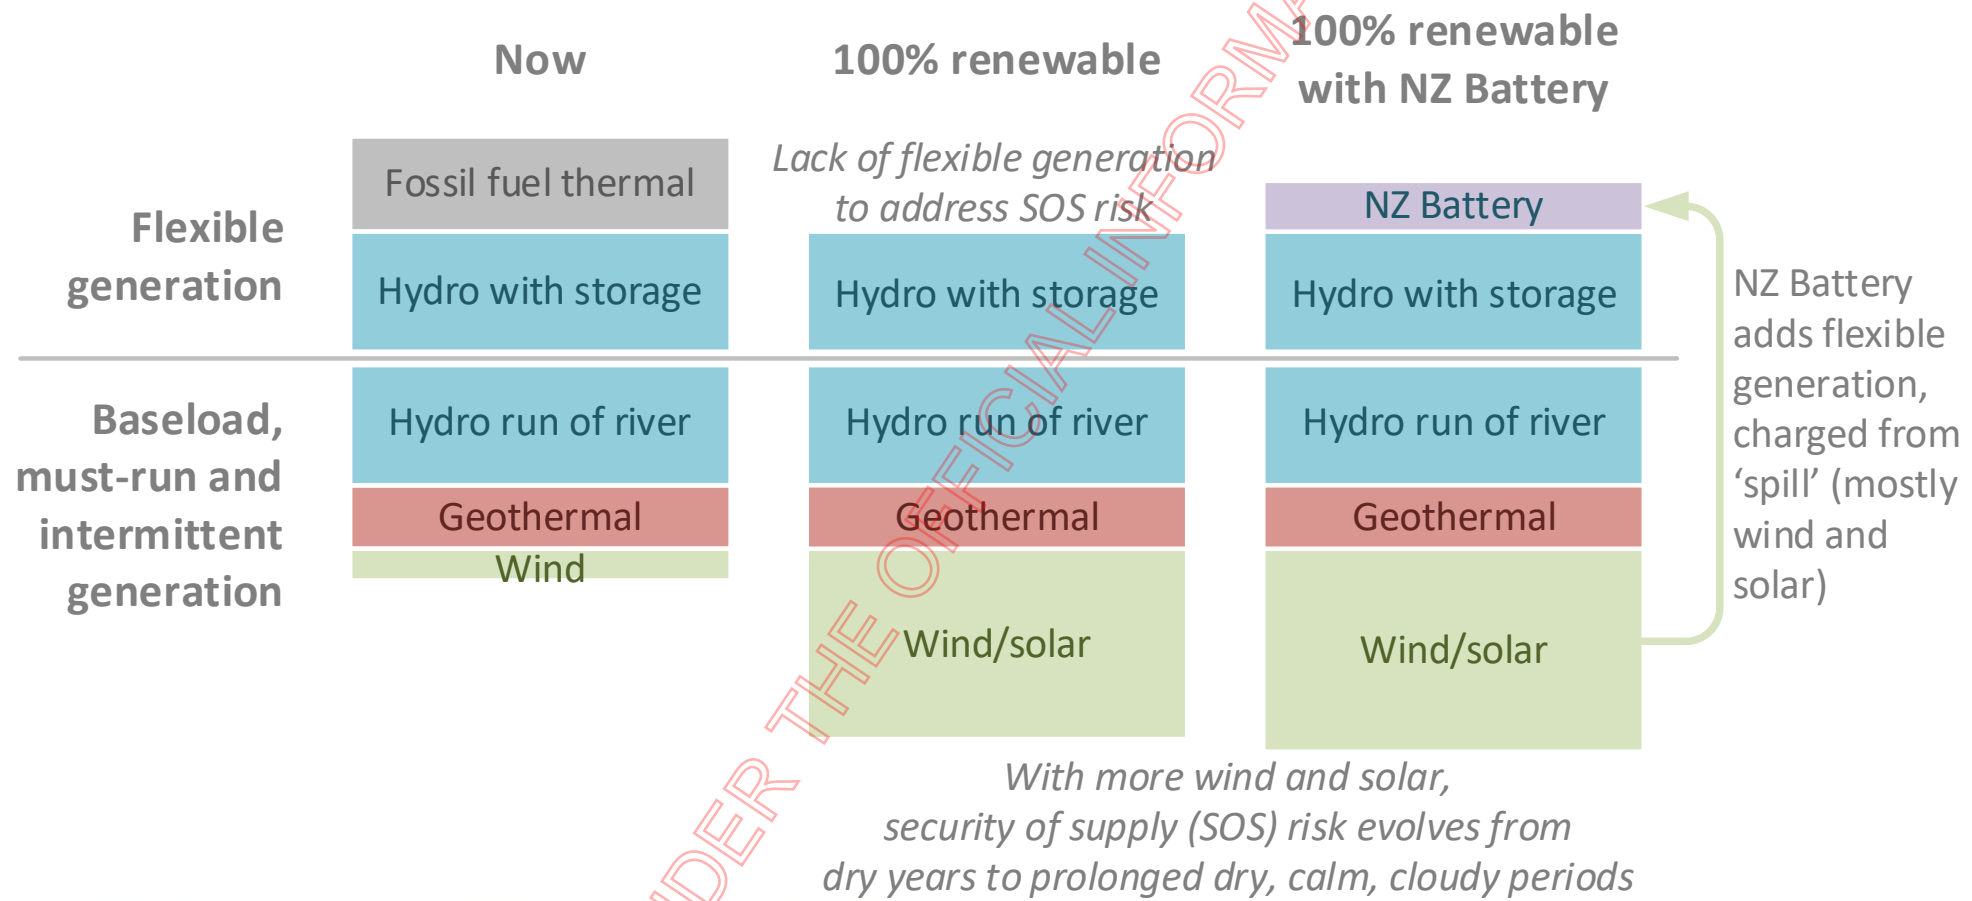 Now
100% renewable
100% renewable
with NZ Battery
Flexible
generation
Fossil fuel thermal
Hydro with storage
Lack of flexible generation
to address SOS risk
Hydro with storage
NZ Battery
Hydro with storage
Baseload,
must-run and
intermittent
generation
Hydro run of river
Geothermal
Wind
Hydro run of river
Geothermal
Wind/solar
Hydro run of river
Geothermal
Wind/solar
NZ Battery
adds flexible
generation,
charged from
‘spill’ (mostly
wind and
solar)
With more wind and solar,
security of supply (SOS) risk evolves from
dry years to prolonged dry, calm, cloudy periods
THE OFFICIAL